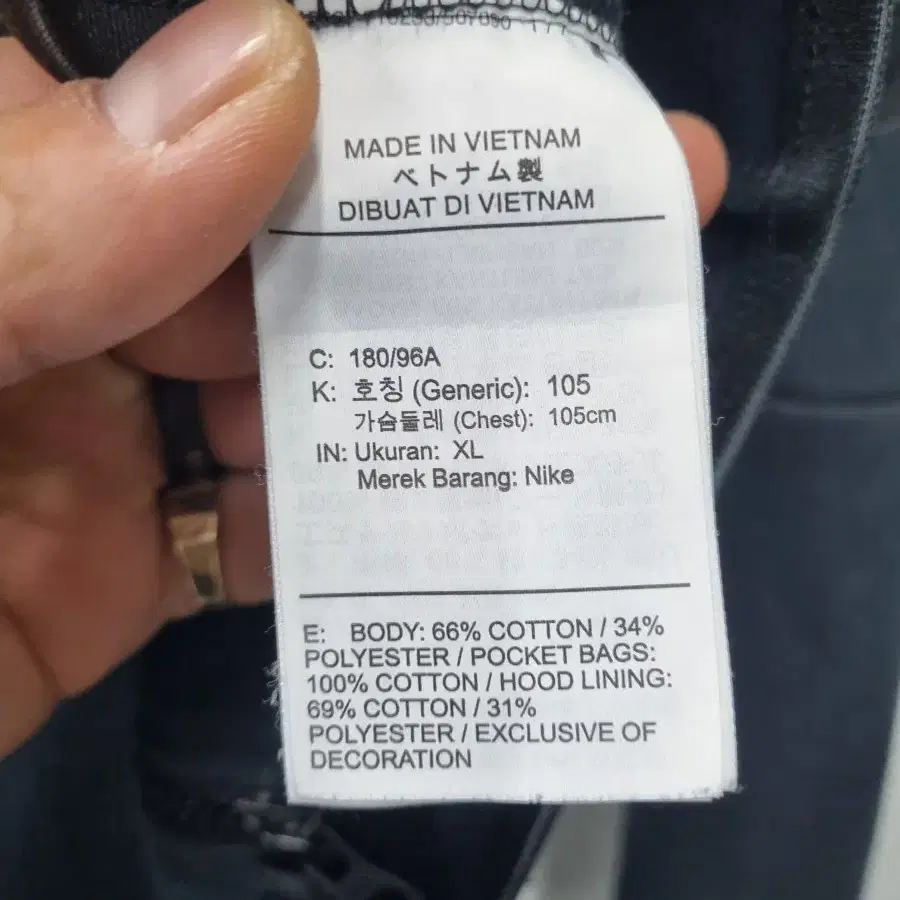 MADE IN VIETNAM
ベトナム製
DIBUAT DI VIETNAM
C: 180/96A
K: 호칭 (Generic): 105
가슴둘레 (Chest): 105cm
IN: Ukuran: XL
Merek Barang: Nike
E: BODY: 66% COTTON / 34%
POLYESTER / POCKET BAGS:
100% COTTON / HOOD LINING:
69% COTTON / 31%
POLYESTER / EXCLUSIVE OF
DECORATION